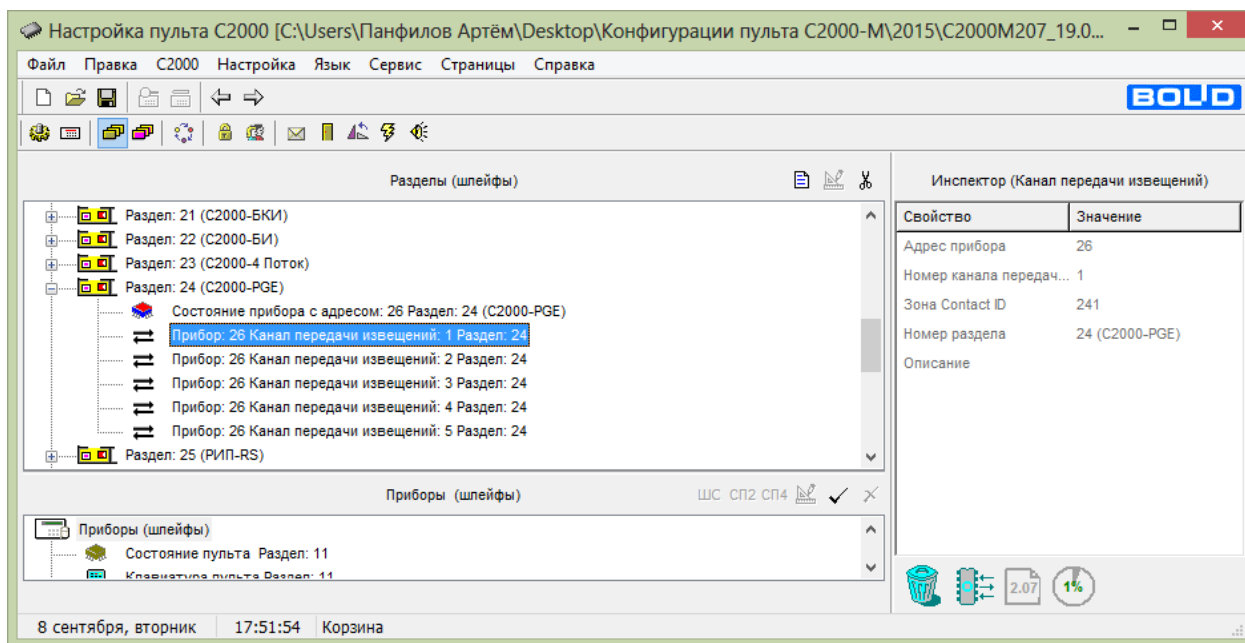 Настройка пульта C2000 [C:\Users\Панфилов Артём\Desktop\Конфигурации пульта С2000-М\2015\C2000M207_19.0...
Файл Правка С2000 Настройка Язык Сервис Страницы Справка
BOLID
Разделы (шлейфы)
Раздел: 21 (С2000-БКИ)
Раздел: 22 (С2000-БИ)
Раздел: 23 (С2000-4 Поток)
Раздел: 24 (С2000-PGE)
Состояние прибора с адресом: 26 Раздел: 24 (С2000-PGE)
Прибор: 26 Канал передачи извещений: 1 Раздел: 24
Прибор: 26 Канал передачи извещений: 2 Раздел: 24
Прибор: 26 Канал передачи извещений: 3 Раздел: 24
Прибор: 26 Канал передачи извещений: 4 Раздел: 24
Прибор: 26 Канал передачи извещений: 5 Раздел: 24
Раздел: 25 (РИП-RS)
Приборы (шлейфы)
ШС СП2 СП4
Приборы (шлейфы)
Состояние пульта Раздел: 11
Клавиатура пульта Раздел: 11
Инспектор (Канал передачи извещений)
Свойство Значение
Адрес прибора 26
Номер канала передач... 1
Зона Contact ID 241
Номер раздела 24 (С2000-PGE)
Описание
2.07 1%
8 сентября, вторник 17:51:54 Корзина